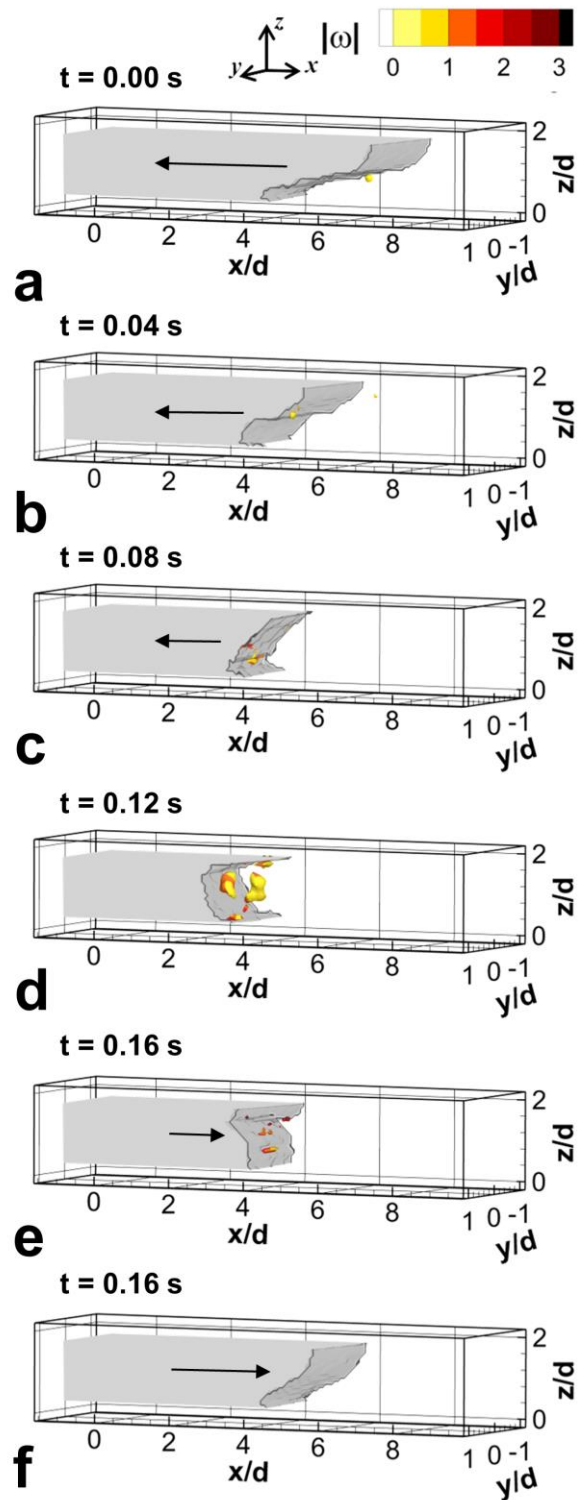 z
y x
|ω|
0 1 2 3
t = 0.00 s
2
0
z/d
0 2 4 6 8 1 0 -1
x/d
y/d
a
t = 0.04 s
2
0
z/d
0 2 4 6 8 1 0 -1
x/d
y/d
b
t = 0.08 s
2
0
z/d
0 2 4 6 8 1 0 -1
x/d
y/d
c
t = 0.12 s
2
0
z/d
0 2 4 6 8 1 0 -1
x/d
y/d
d
t = 0.16 s
2
0
z/d
0 2 4 6 8 1 0 -1
x/d
y/d
e
t = 0.16 s
2
0
z/d
0 2 4 6 8 1 0 -1
x/d
y/d
f